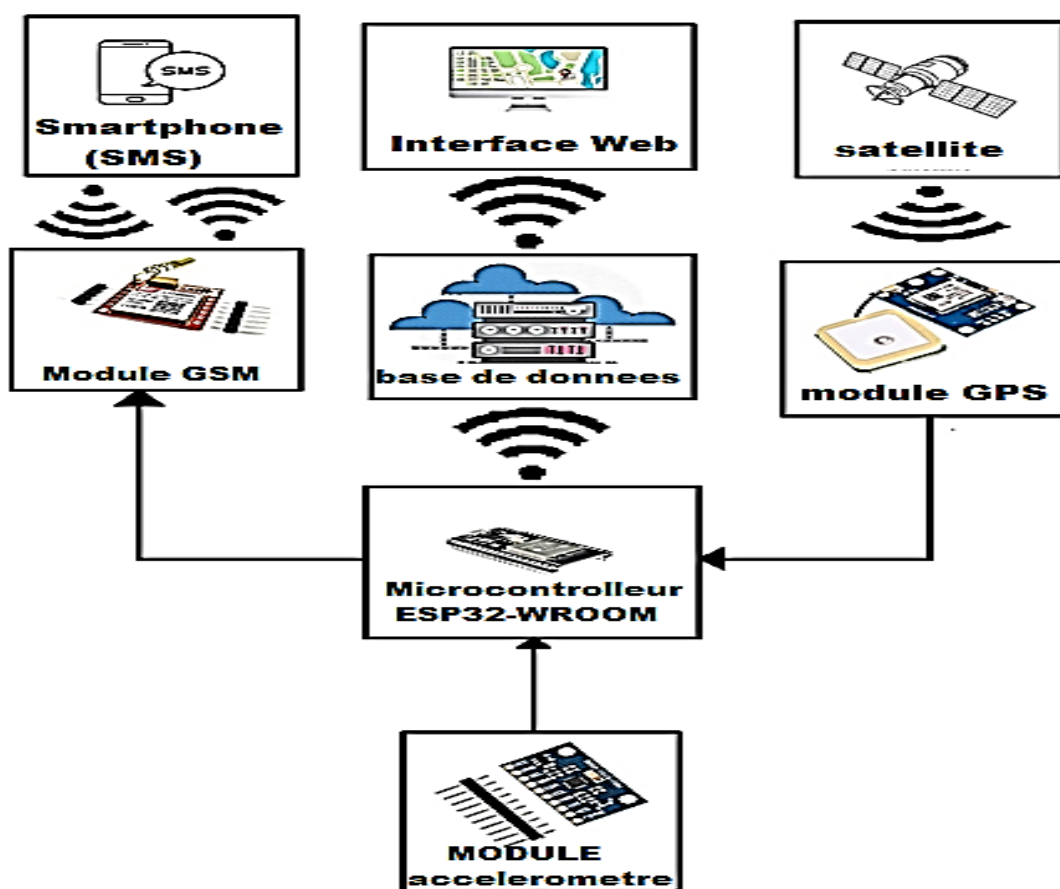 SMS
Smartphone
(SMS)
Interface Web
satellite
Module GSM
base de donnees
module GPS
Microcontrolleur
ESP32-WROOM
MODULE
accelerometre